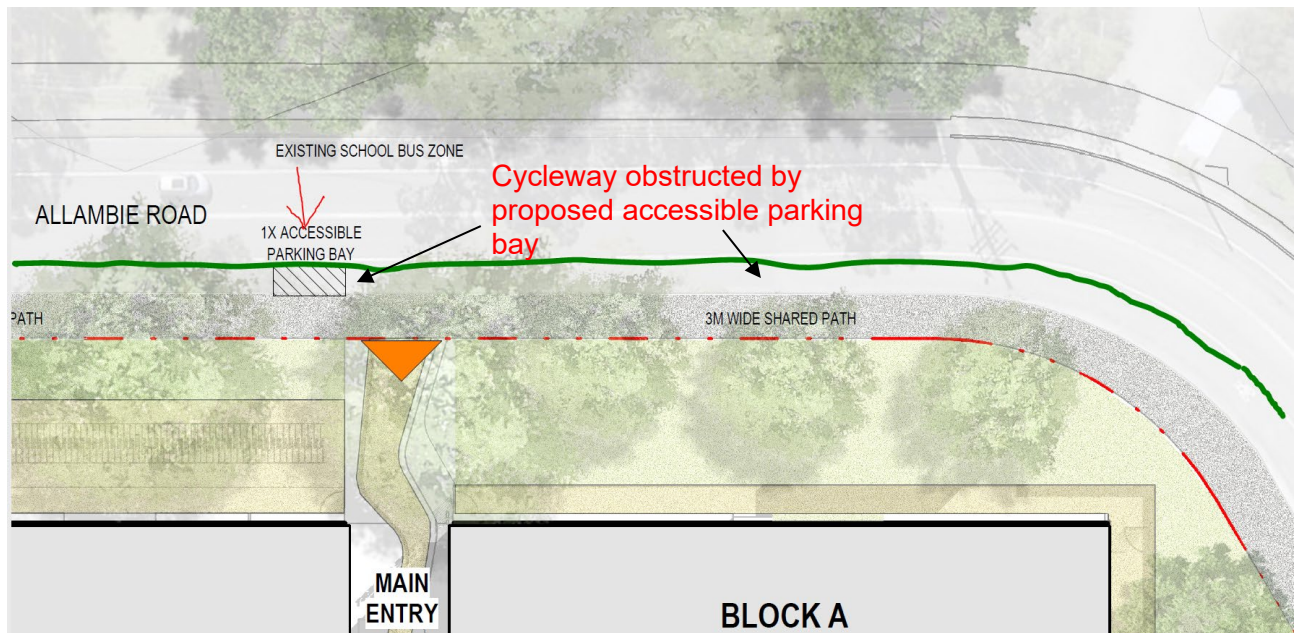 EXISTING SCHOOL BUS ZONE
Cycleway obstructed by
proposed accessible parking
bay
ALLAMBIE ROAD
1X ACCESSIBLE
PARKING BAY
PATH
3M WIDE SHARED PATH
MAIN
ENTRY
BLOCK A